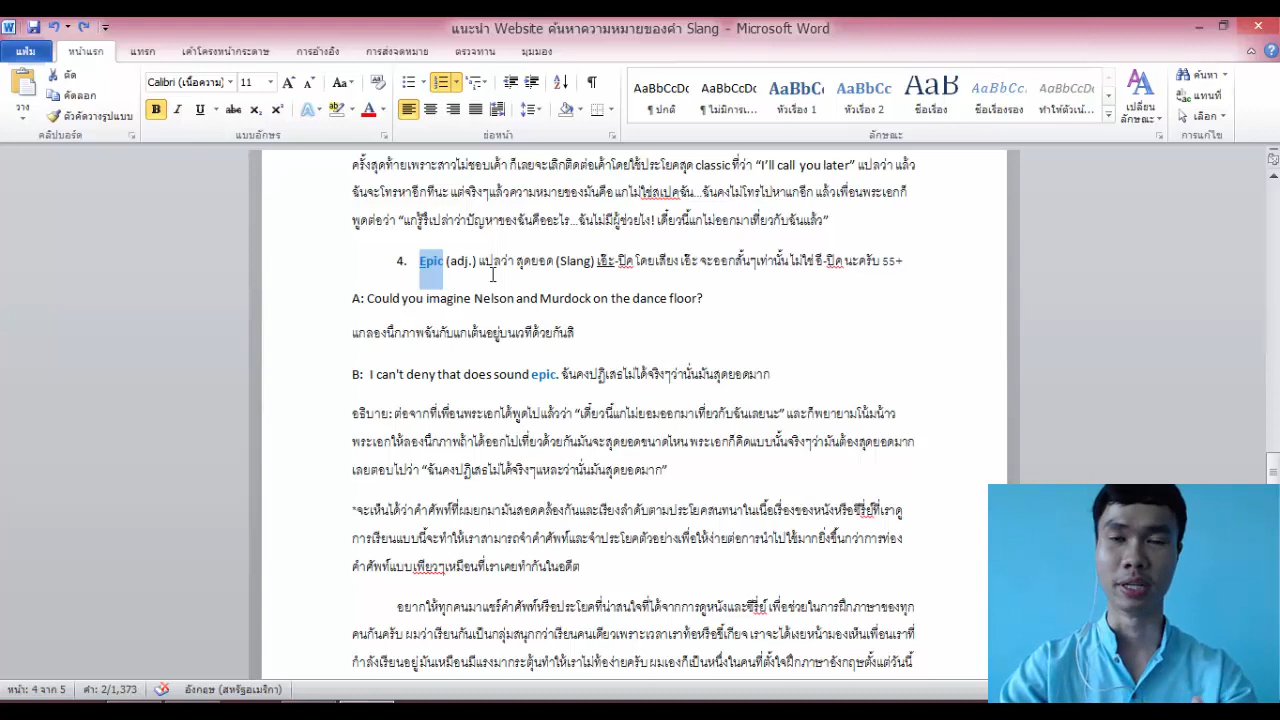 แนะนำ Website ค้นหาความหมายของคำ Slang - Microsoft Word
แฟ้ม หน้าแรก แทรก เค้าโครงหน้ากระดาษ การอ้างอิง การส่งจดหมาย ตรวจทาน มุมมอง
วาง
ตัด
คัดลอก
ตัวคัดวางรูปแบบ
คลิปบอร์ด
Calibri (เนื้อความ) 11
แบบอักษร
ย่อหน้า
AaBbCcDc AaBbCcDc AaBbC AaBbCc AaB AaBbCc AaBbCcDc
¶ ปกติ ¶ ไม่มีการ... หัวเรื่อง 1 หัวเรื่อง 2 ชื่อเรื่อง ชื่อเรื่องรอง ทำให้ตัวเน้...
เปลี่ยนลักษณะ
ลักษณะ
ค้นหา
แทนที่
เลือก
การแก้ไข
ครั้งสุดท้ายเพราะสาวไม่ชอบเค้า ก็เลยจะเลิกติดต่อเค้าโดยใช้ประโยคสุด classic ที่ว่า “I’ll call you later” แปลว่า แล้ว
ฉันจะโทรหาอีกทีนะ แต่จริงๆแล้วความหมายของมันคือ แกไม่ใช่สเปคฉัน...ฉันคงไม่โทรไปหาแกอีก แล้วเพื่อนพระเอกก็
พูดต่อว่า “แกรู้รึเปล่าว่าปัญหาของฉันคืออะไร...ฉันไม่มีผู้ช่วยไง! เดี๋ยวนี้แกไม่ออกมาเที่ยวกับฉันแล้ว”
4. Epic (adj.) แปลว่า สุดยอด (Slang) เอ๊ะ-ปิค โดยเสียง เอ๊ะ จะออกสั้นๆเท่านั้น ไม่ใช่ อี-ปิค นะครับ 55+
A: Could you imagine Nelson and Murdock on the dance floor?
แกลองนึกภาพฉันกับแกเต้นอยู่บนเวทีด้วยกันสิ
B: I can't deny that does sound epic. ฉันคงปฏิเสธไม่ได้จริงๆว่านั่นมันสุดยอดมาก
อธิบาย: ต่อจากที่เพื่อนพระเอกได้พูดไปแล้วว่า “เดี๋ยวนี้แกไม่ยอมออกมาเที่ยวกับฉันเลยนะ” และก็พยายามโน้มน้าว
พระเอกให้ลองนึกภาพถ้าได้ออกไปเที่ยวด้วยกันมันจะสุดยอดขนาดไหน พระเอกก็คิดแบบนั้นจริงๆว่ามันต้องสุดยอดมาก
เลยตอบไปว่า “ฉันคงปฏิเสธไม่ได้จริงๆแหละว่านั่นมันสุดยอดมาก”
*จะเห็นได้ว่าคำศัพท์ที่ผมยกมามันสอดคล้องกันและเรียงลำดับตามประโยคสนทนาในเนื้อเรื่องของหนังหรือซีรี่ย์ที่เราดู
การเรียนแบบนี้จะทำให้เราสามารถจำคำศัพท์และจำประโยคตัวอย่างเพื่อให้ง่ายต่อการนำไปใช้มากยิ่งขึ้นกว่าการท่อง
คำศัพท์แบบเพียวๆเหมือนที่เราเคยทำกันในอดีต
อยากให้ทุกคนมาแชร์คำศัพท์หรือประโยคที่น่าสนใจที่ได้จากการดูหนังและซีรี่ย์ เพื่อช่วยในการฝึกภาษาของทุก
คนกันครับ ผมว่าเรียนกันเป็นกลุ่มสนุกกว่าเรียนคนเดียวเพราะเวลาเราท้อหรือขี้เกียจ เราจะได้เงยหน้ามองเห็นเพื่อนเราที่
กำลังเรียนอยู่ มันเหมือนมีแรงมากระตุ้นทำให้เราไม่ท้อง่ายครับ ผมเองก็เป็นหนึ่งในคนที่ตั้งใจฝึกภาษาอังกฤษตั้งแต่วันนี้
หน้า: 4 จาก 5 คำ: 2/1,373 อังกฤษ (สหรัฐอเมริกา)